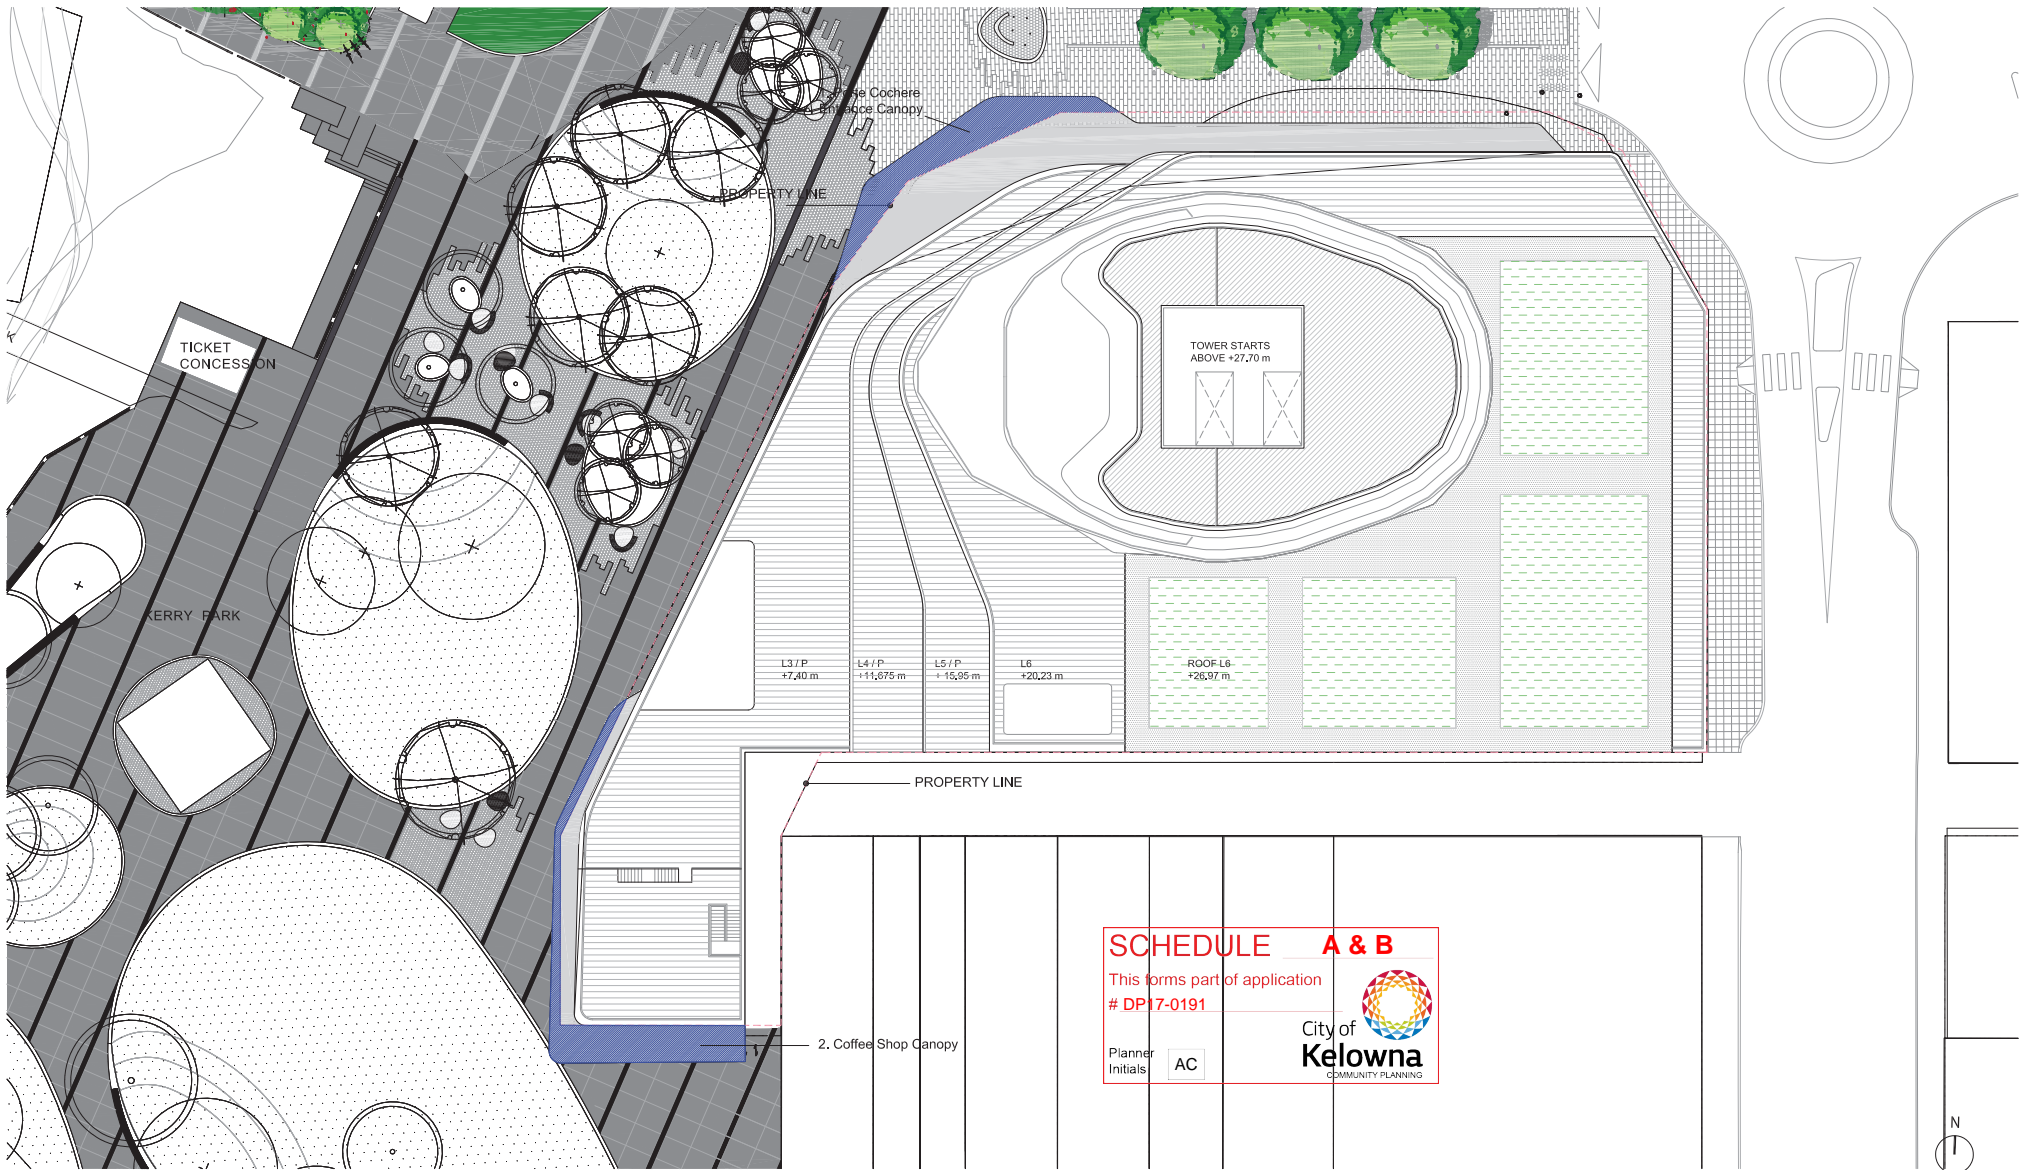 Cochere
Canopy
PROPERTY LINE
TICKET
CONCESSION
TOWER STARTS
ABOVE +27.70 m
KERRY PARK
L3 / P
+7.40 m
L4 / P
+11.675 m
L5 / P
+ 15.95 m
L6
+20.23 m
ROOF L6
+26.97 m
PROPERTY LINE
2. Coffee Shop Canopy
SCHEDULE A & B
This forms part of application
# DP17-0191
City of
Kelowna
COMMUNITY PLANNING
Planner
Initials
AC
N